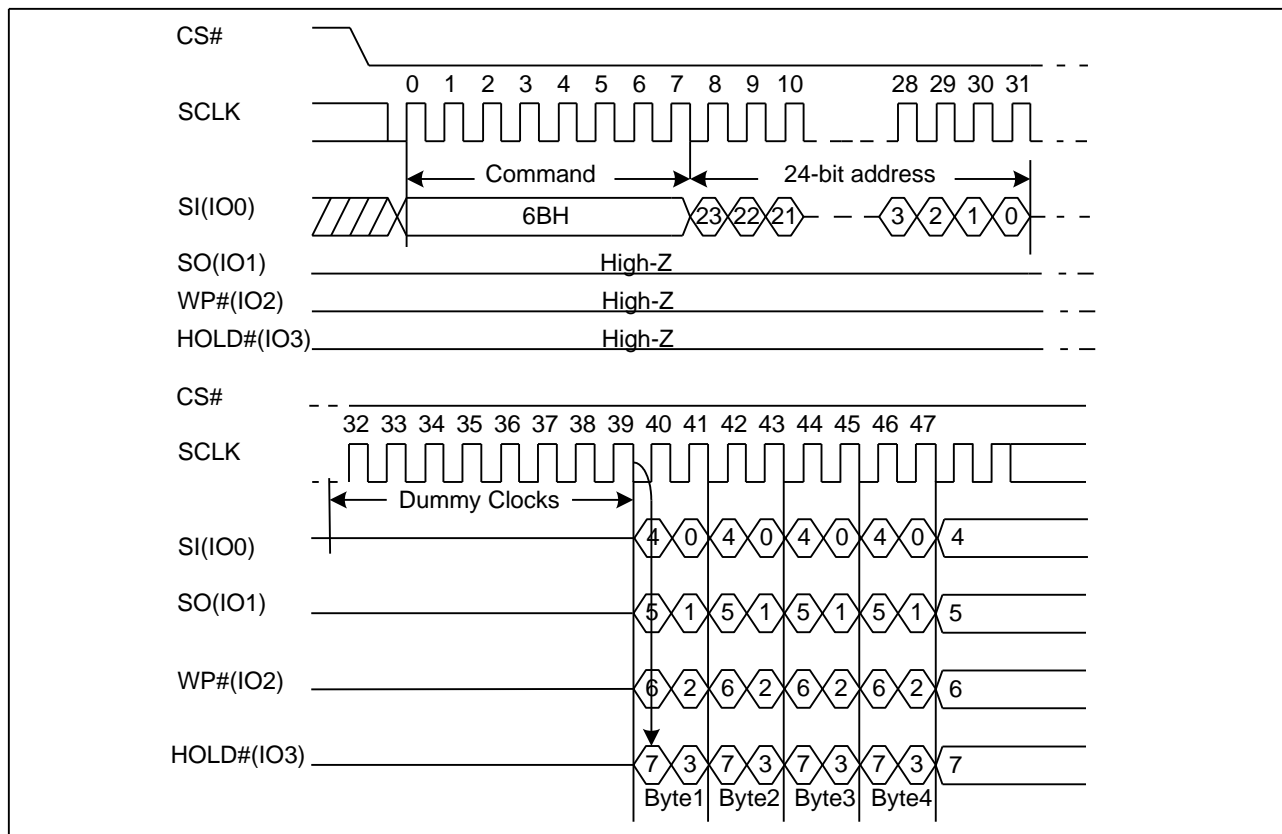 CS#
0 1 2 3 4 5 6 7 8 9 10 28 29 30 31
SCLK
Command 24-bit address
SI(IO0) 6BH 23 22 21 3 2 1 0
SO(IO1) High-Z
WP#(IO2) High-Z
HOLD#(IO3) High-Z
CS#
32 33 34 35 36 37 38 39 40 41 42 43 44 45 46 47
SCLK
Dummy Clocks
SI(IO0) 4 0 4 0 4 0 4 0 4
SO(IO1) 5 1 5 1 5 1 5 1 5
WP#(IO2) 6 2 6 2 6 2 6 2 6
HOLD#(IO3) 7 3 7 3 7 3 7 3 7
Byte1 Byte2 Byte3 Byte4